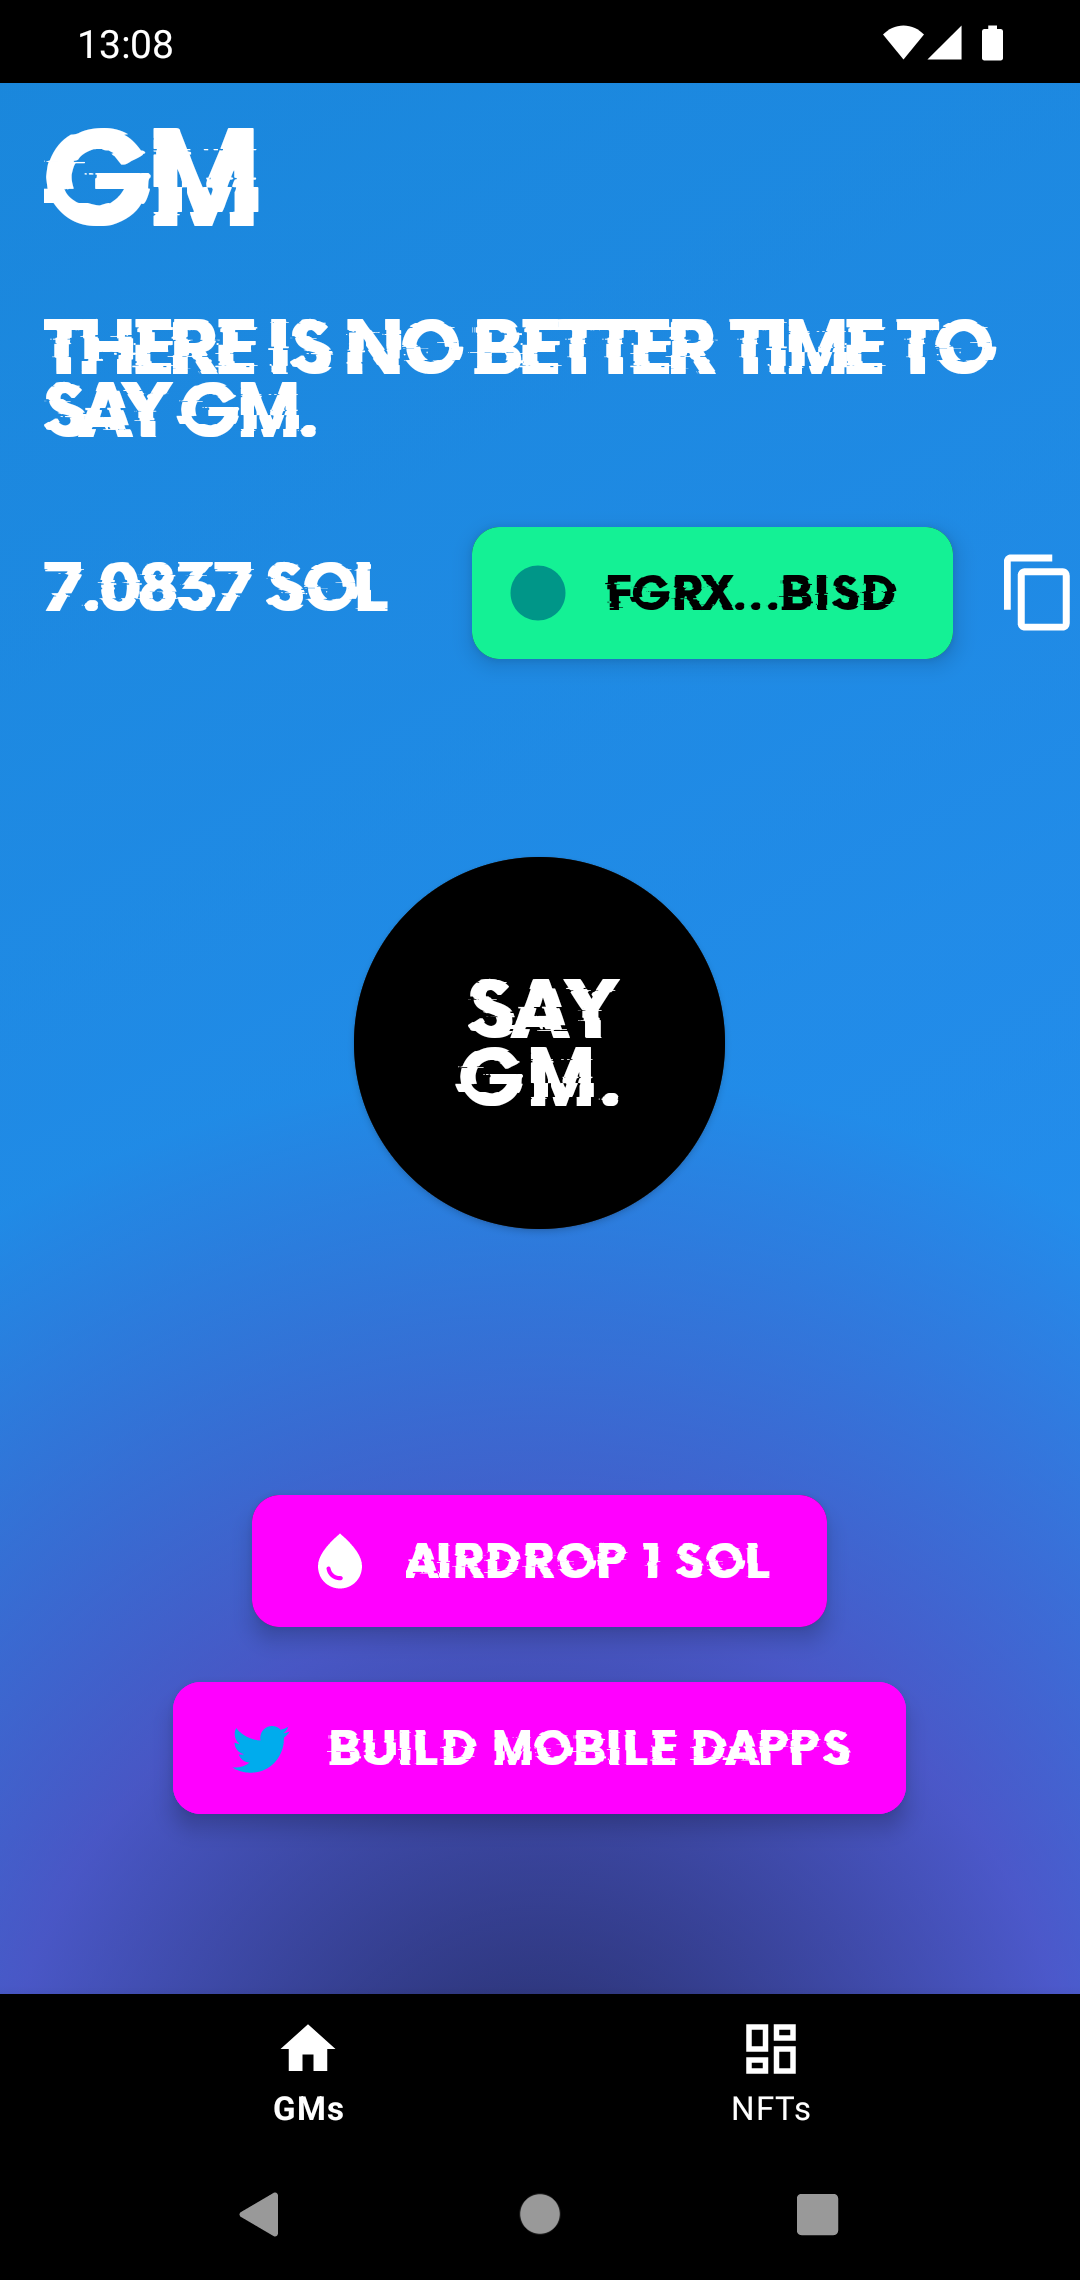 13:08
GM
THERE IS NO BETTER TIME TO
SAY GM.
7.0837 SOL
FGRX...BISD
SAY
GM.
AIRDROP 1 SOL
BUILD MOBILE DAPPS
GMs
NFTs